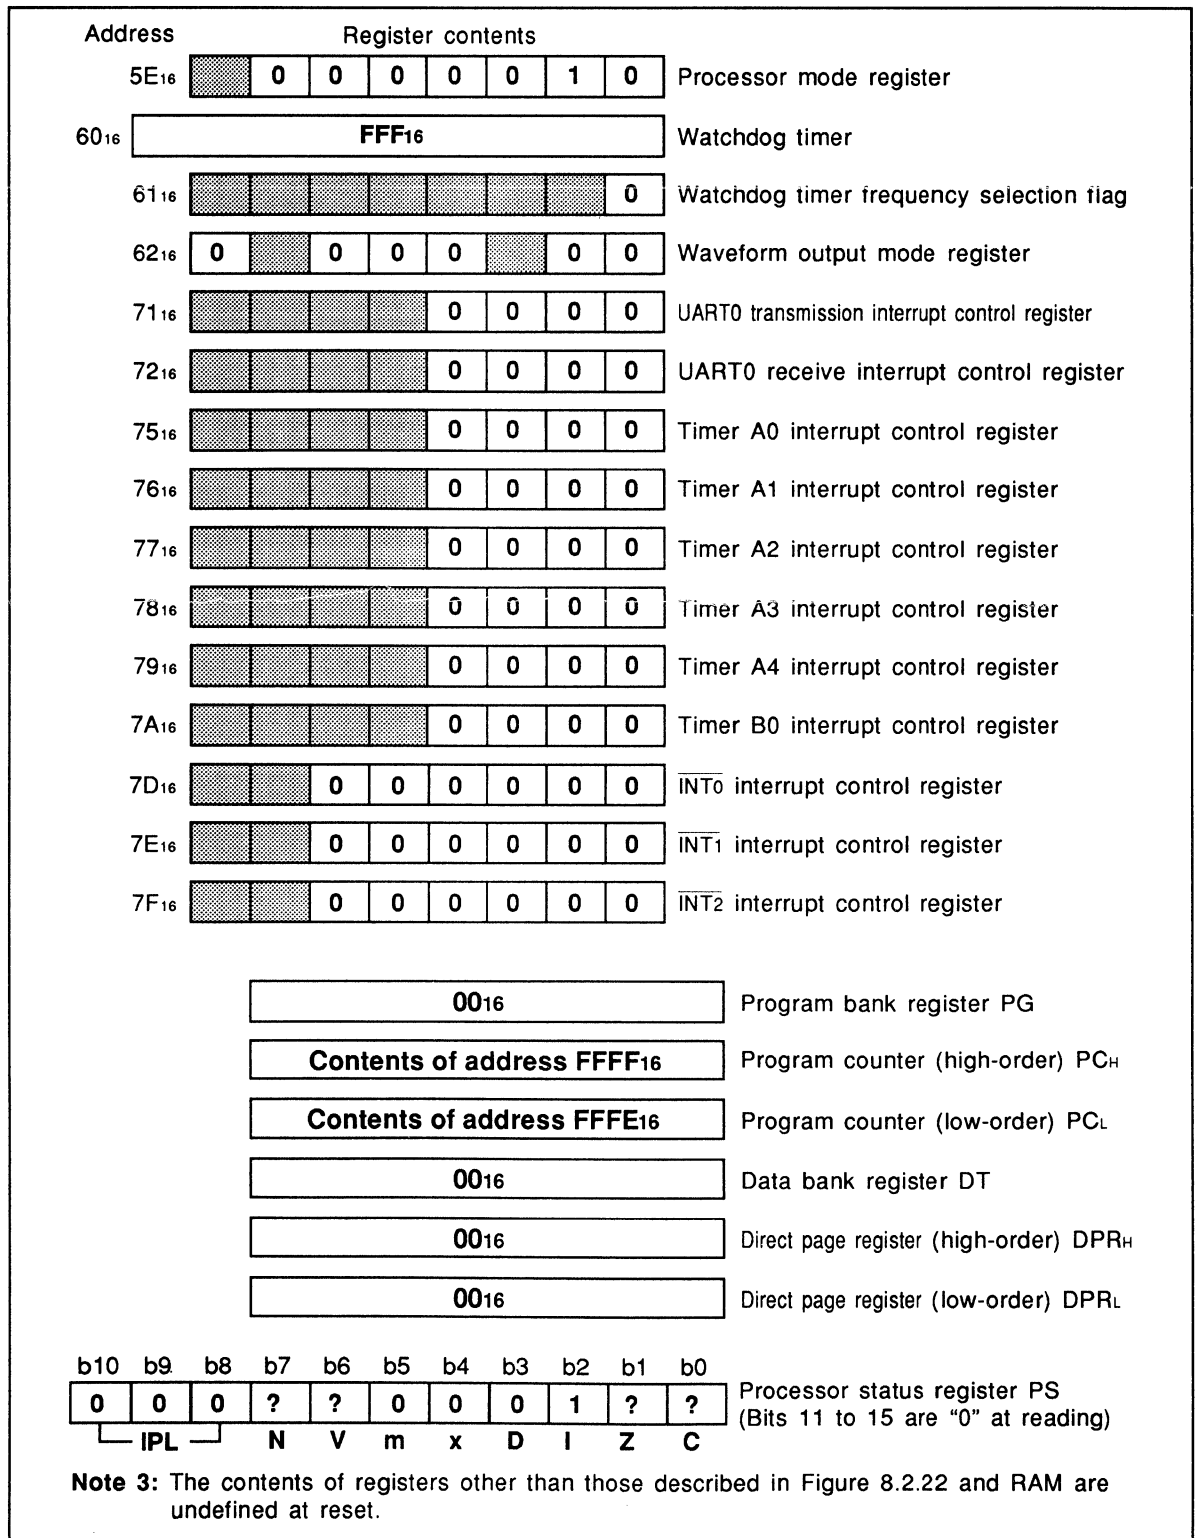 Address Register contents
5E16 0 0 0 0 0 1 0 Processor mode register
6016 FFF16 Watchdog timer
6116 0 Watchdog timer frequency selection flag
6216 0 0 0 0 0 0 Waveform output mode register
7116 0 0 0 0 UART0 transmission interrupt control register
7216 0 0 0 0 UART0 receive interrupt control register
7516 0 0 0 0 Timer A0 interrupt control register
7616 0 0 0 0 Timer A1 interrupt control register
7716 0 0 0 0 Timer A2 interrupt control register
7816 0 0 0 0 Timer A3 interrupt control register
7916 0 0 0 0 Timer A4 interrupt control register
7A16 0 0 0 0 Timer B0 interrupt control register
7D16 0 0 0 0 0 0 INT0 interrupt control register
7E16 0 0 0 0 0 0 INT1 interrupt control register
7F16 0 0 0 0 0 0 INT2 interrupt control register
0016 Program bank register PG
Contents of address FFFF16 Program counter (high-order) PCH
Contents of address FFFE16 Program counter (low-order) PCL
0016 Data bank register DT
0016 Direct page register (high-order) DPRH
0016 Direct page register (low-order) DPRL
b10 b9 b8 b7 b6 b5 b4 b3 b2 b1 b0
0 0 0 ? ? 0 0 0 1 ? ? Processor status register PS
(Bits 11 to 15 are “0” at reading)
IPL N V m x D I Z C
Note 3: The contents of registers other than those described in Figure 8.2.22 and RAM are
undefined at reset.